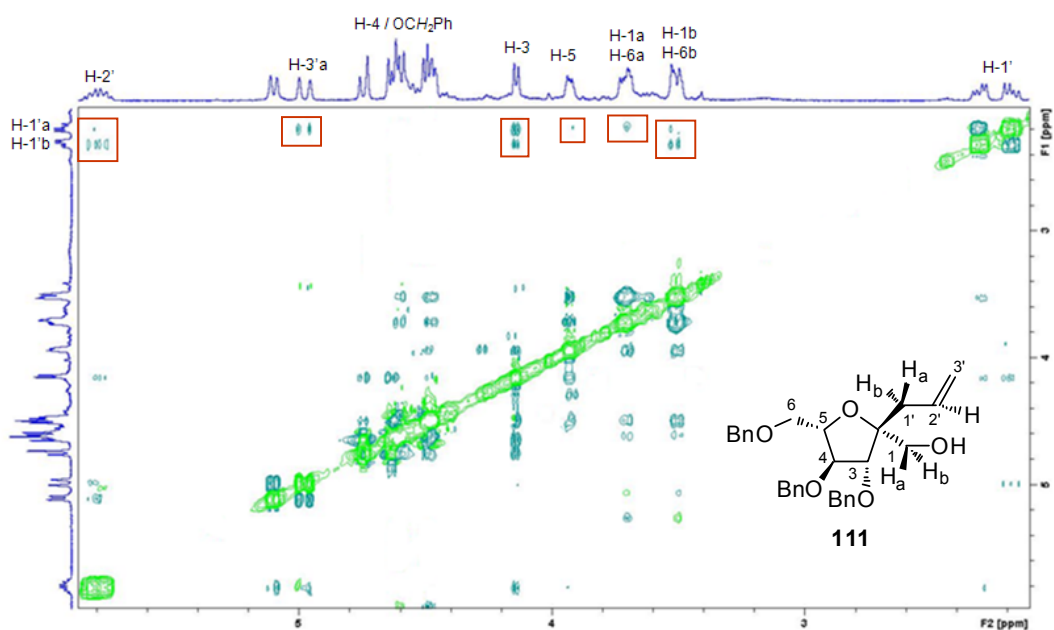 H-4 / OCH₂Ph
H-2'
H-3'a
H-3
H-5
H-1a
H-6a
H-1b
H-6b
H-1'
H-1'a
H-1'b
F1 [ppm]
3
4
5
5
4
3
F2 [ppm]
Hb
Ha
3'
1'
2'
H
6
5
O
BnO
4
3
1
OH
Ha
Hb
BnO
BnO
111